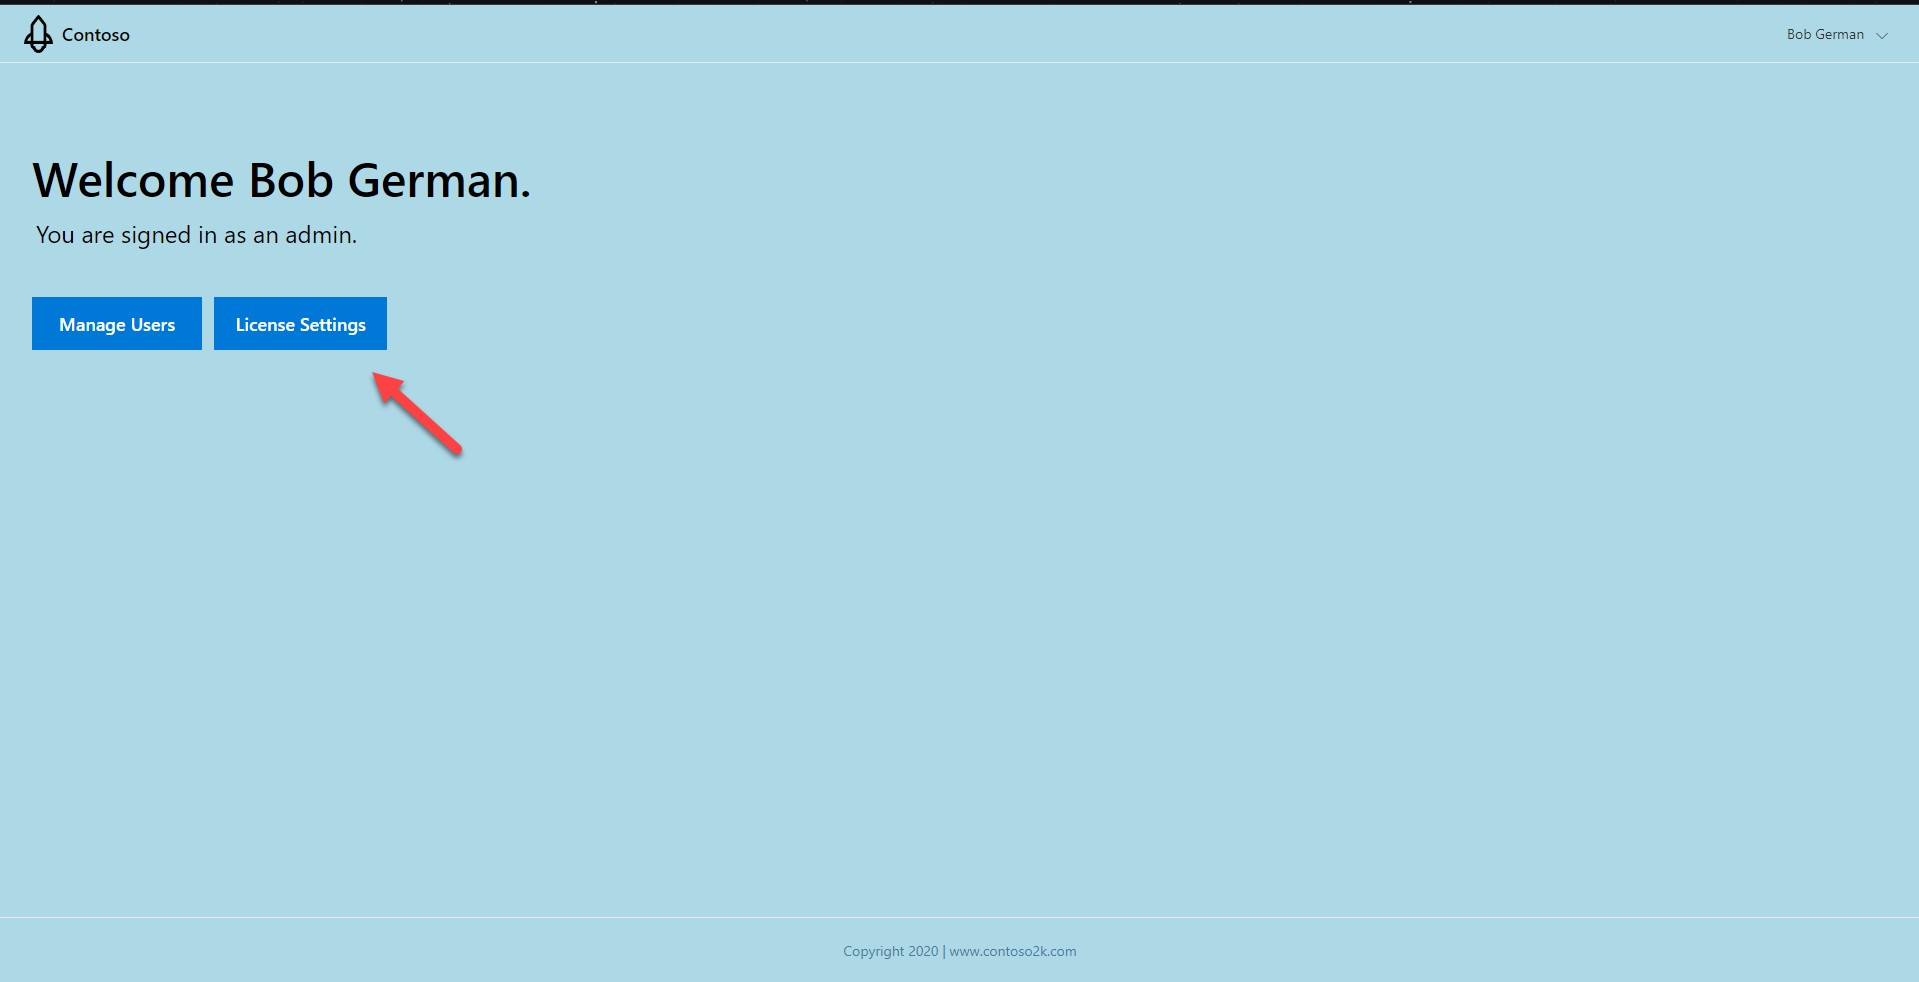 Contoso
Bob German
Welcome Bob German.
You are signed in as an admin.
Manage Users
License Settings
Copyright 2020 | www.contoso2k.com